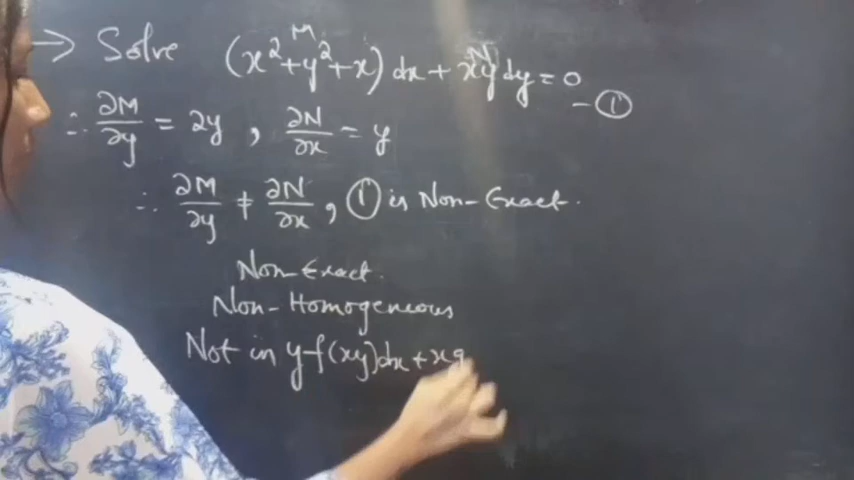 → Solve (x²+y²+x) dx + xy dy = 0 — ①
M N
∴ ∂M/∂y = 2y , ∂N/∂x = y
∴ ∂M/∂y ≠ ∂N/∂x , ① is Non-Exact.
Non-Exact.
Non-Homogeneous
Not in y f(xy)dx + xg